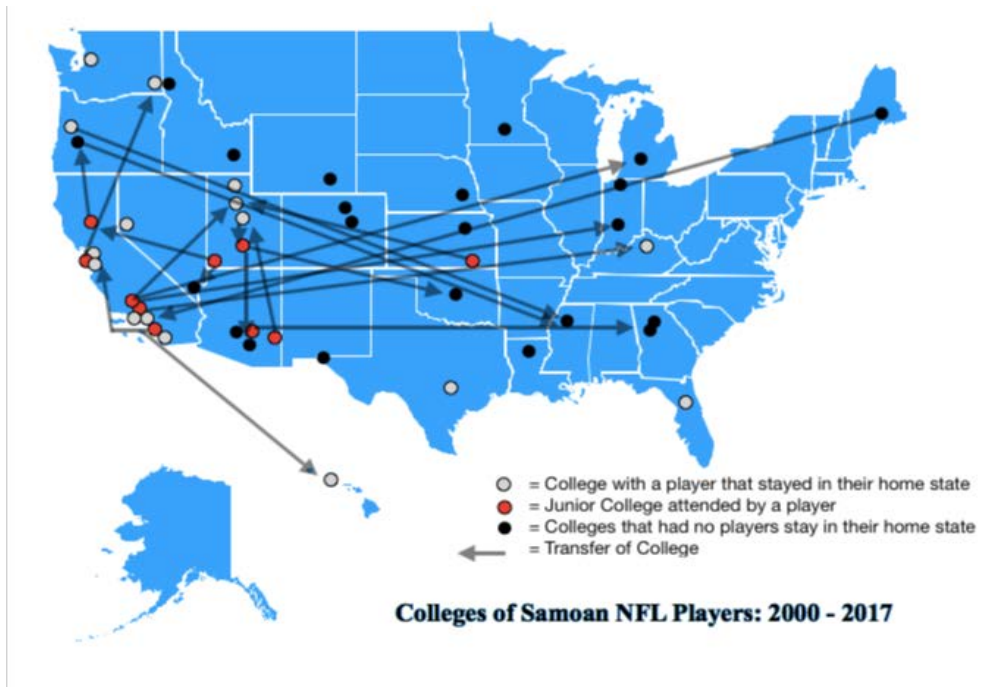 = College with a player that stayed in their home state
= Junior College attended by a player
= Colleges that had no players stay in their home state
= Transfer of College
Colleges of Samoan NFL Players: 2000 - 2017